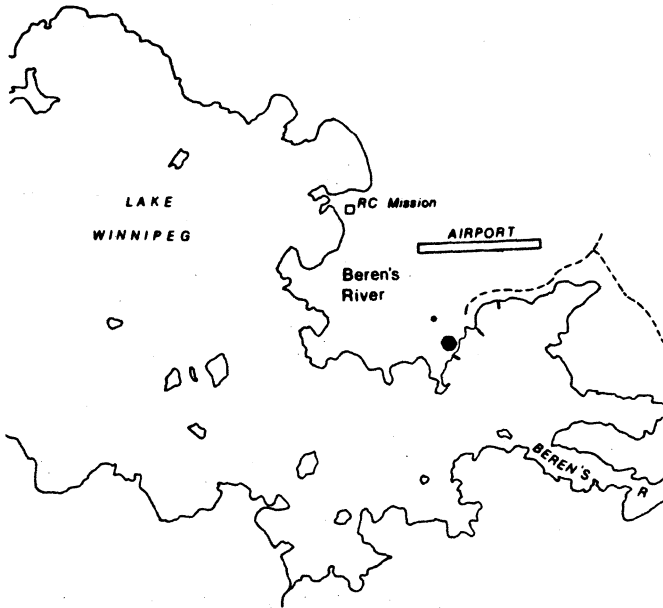 LAKE
WINNIPEG
RC Mission
AIRPORT
Beren's
River
BEREN'S R